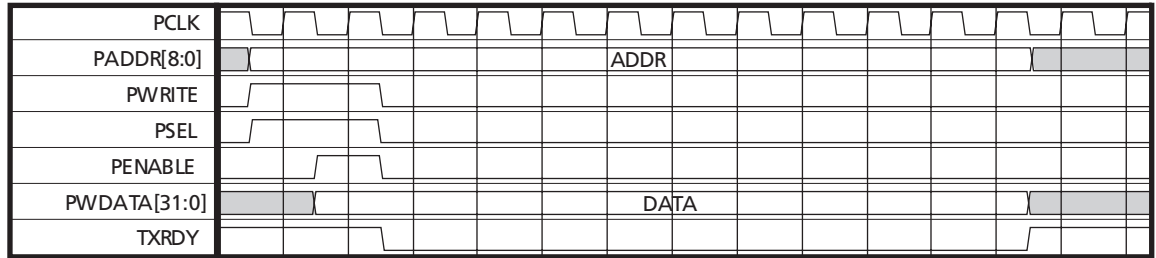 PCLK
PADDR[8:0] ADDR
PWRITE
PSEL
PENABLE
PWDATA[31:0] DATA
TXRDY